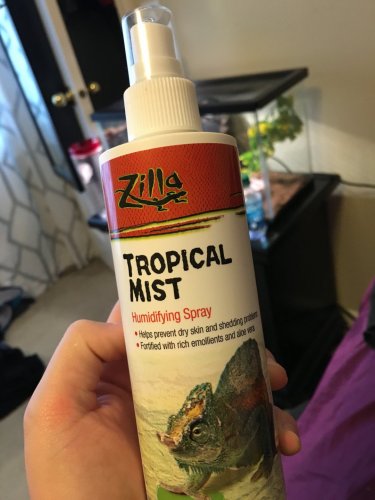 Zilla
TROPICAL
MIST
Humidifying Spray
• Helps prevent dry skin and shedding problems
• Fortified with rich emollients and aloe vera